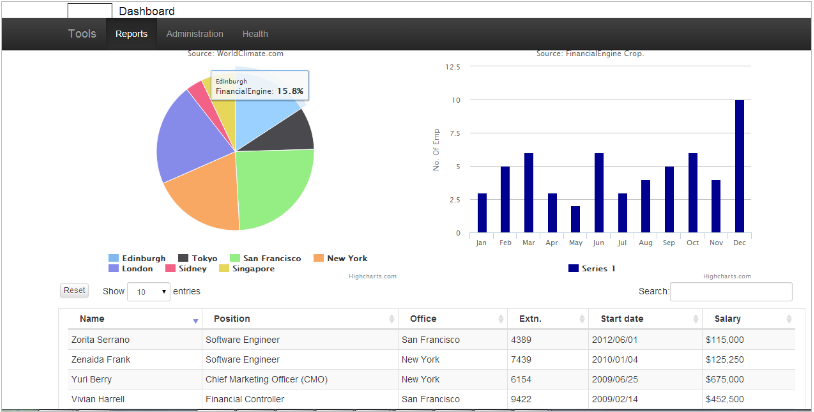 Dashboard
Tools Reports Administration Health
Source: WorldClimate.com
Edinburgh
FinancialEngine: 15.8%
Edinburgh Tokyo San Francisco New York
London Sidney Singapore
Highcharts.com
Source: FinancialEngine Crop.
12.5
10
7.5
5
2.5
0
No. Of Emp
Jan Feb Mar Apr May Jun Jul Aug Sep Oct Nov Dec
Series 1
Highcharts.com
Reset Show 10 entries Search:
Name Position Office Extn. Start date Salary
Zorita Serrano Software Engineer San Francisco 4389 2012/06/01 $115,000
Zenaida Frank Software Engineer New York 7439 2010/01/04 $125,250
Yuri Berry Chief Marketing Officer (CMO) New York 6154 2009/06/25 $675,000
Vivian Harrell Financial Controller San Francisco 9422 2009/02/14 $452,500